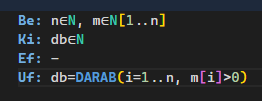 Be: n∈N, m∈N[1..n]
Ki: db∈N
Ef: –
Uf: db=DARAB(i=1..n, m[i]>0)